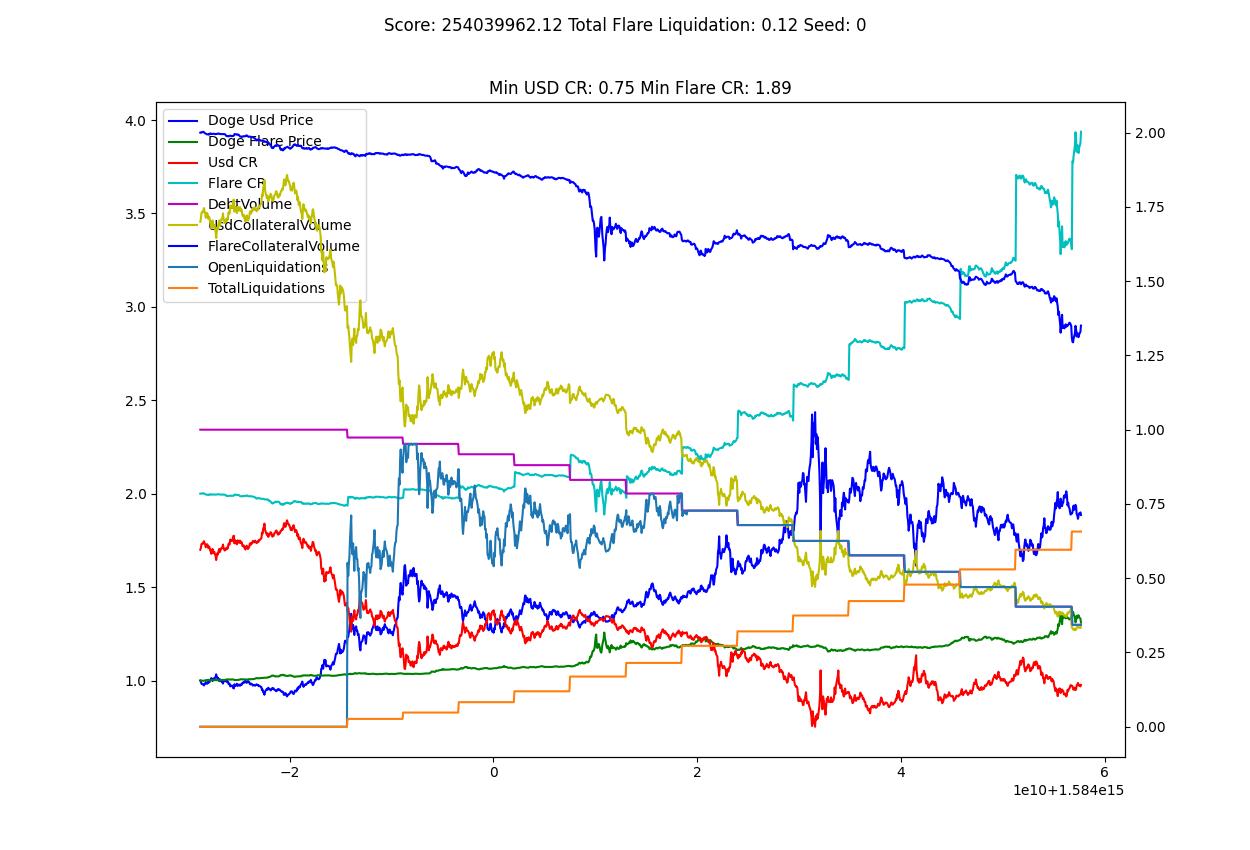 Score: 254039962.12 Total Flare Liquidation: 0.12 Seed: 0
Min USD CR: 0.75 Min Flare CR: 1.89
Doge Usd Price
Doge Flare Price
Usd CR
Flare CR
DebtVolume
UsdCollateralVolume
FlareCollateralVolume
OpenLiquidations
TotalLiquidations
4.0
3.5
3.0
2.5
2.0
1.5
1.0
2.00
1.75
1.50
1.25
1.00
0.75
0.50
0.25
0.00
−2
0
2
4
6
1e10+1.584e15